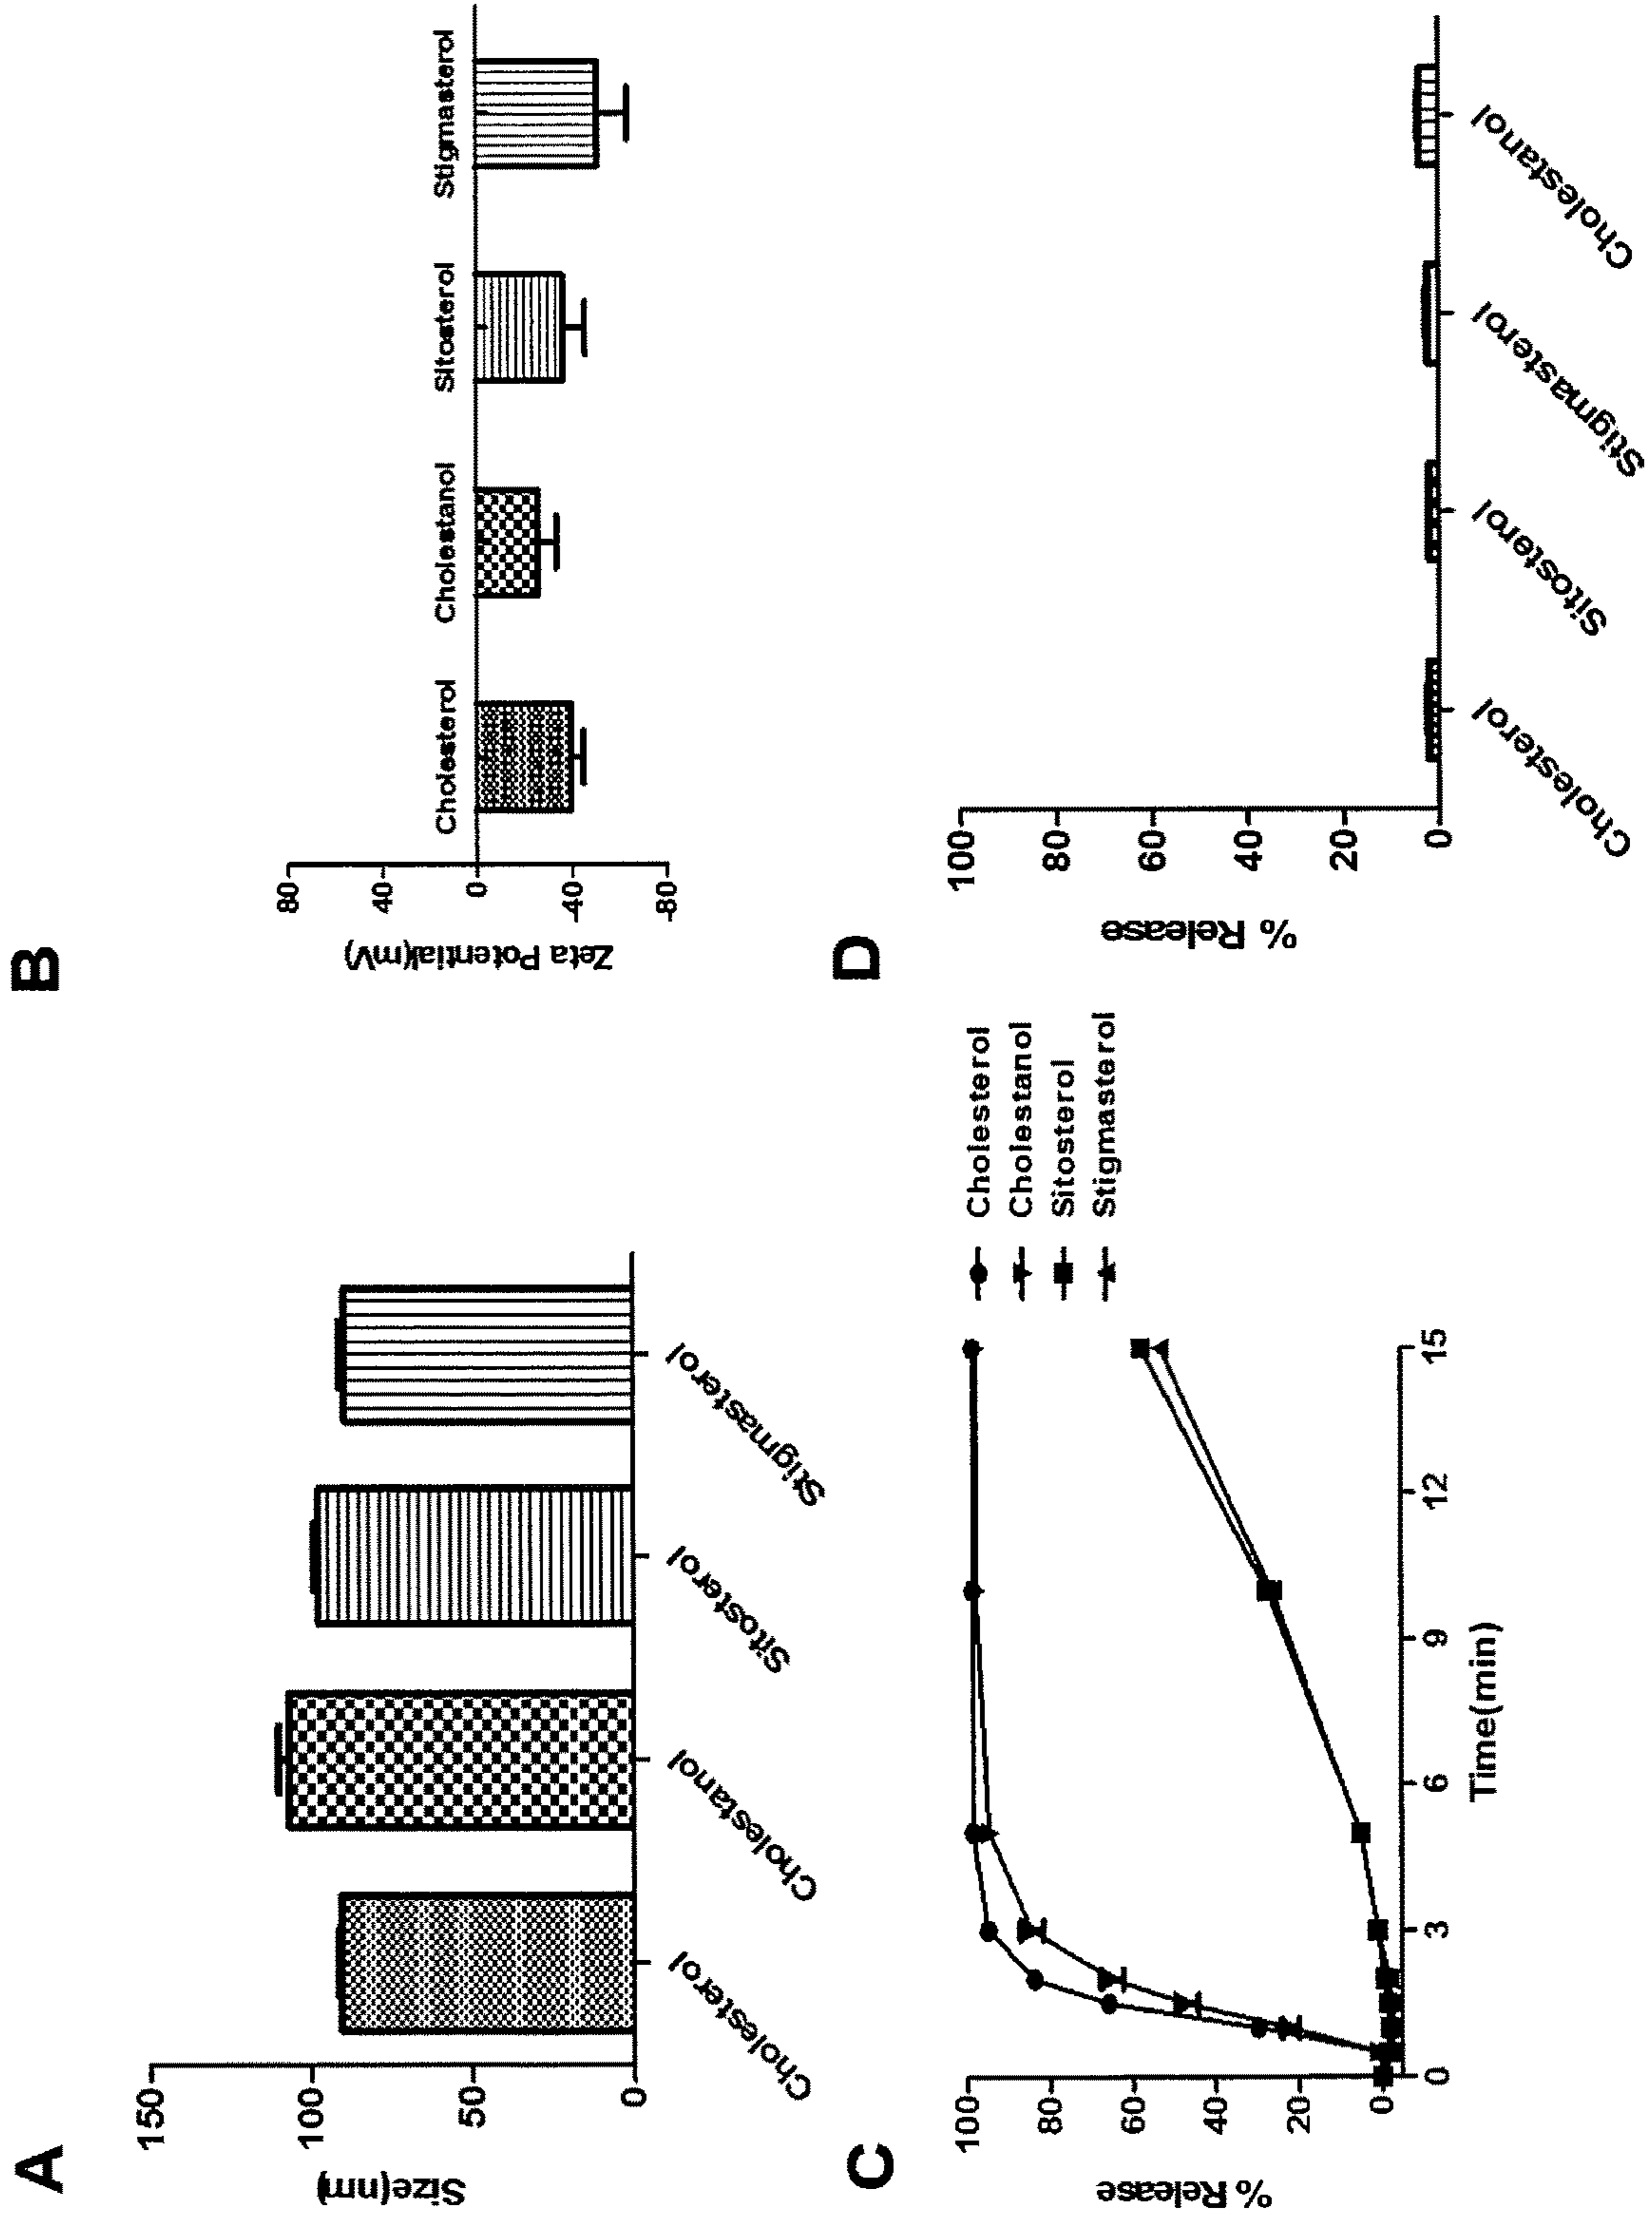 A
Size(nm)
150
100
50
0
Cholesterol
Cholestanol
Sitosterol
Stigmasterol
B
Zeta Potential(mV)
80
40
0
-40
-80
Cholesterol
Cholestanol
Sitosterol
Stigmasterol
C
% Release
100
80
60
40
20
0
0
3
6
9
12
15
Time(min)
Cholesterol
Cholestanol
Sitosterol
Stigmasterol
D
% Release
100
80
60
40
20
0
Cholesterol
Sitosterol
Stigmasterol
Cholestanol